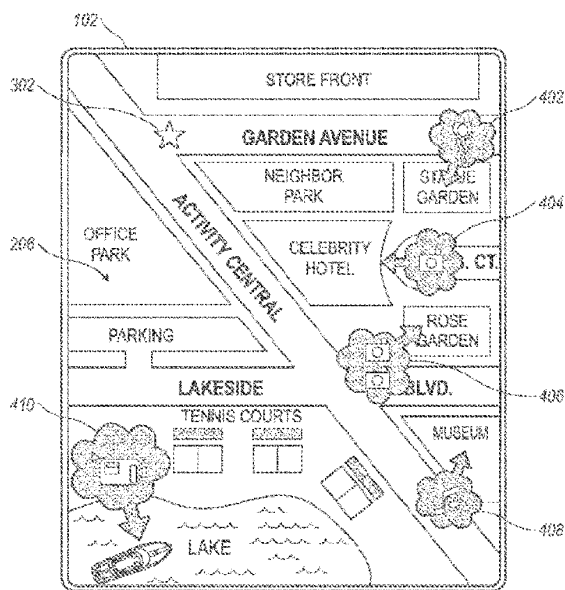 102
302
STORE FRONT
402
GARDEN AVENUE
NEIGHBOR
PARK
STATUE
GARDEN
404
ACTIVITY CENTRAL
OFFICE
PARK
206
CELEBRITY
HOTEL
CT.
ROSE
GARDEN
PARKING
406
LAKESIDE
BLVD.
410
TENNIS COURTS
MUSEUM
LAKE
408